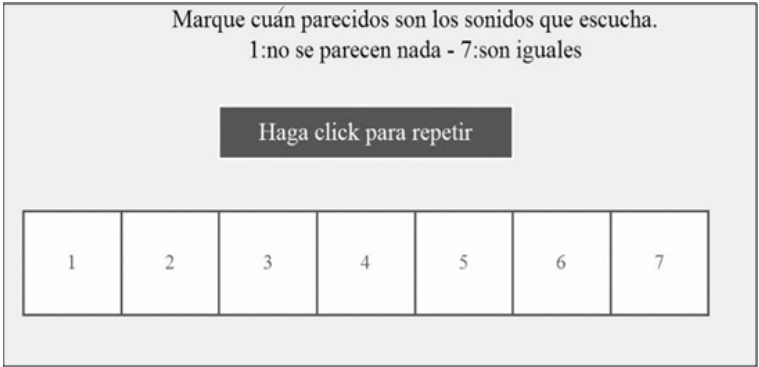 Marque cuán parecidos son los sonidos que escucha.
1:no se parecen nada - 7:son iguales
Haga click para repetir
1 2 3 4 5 6 7